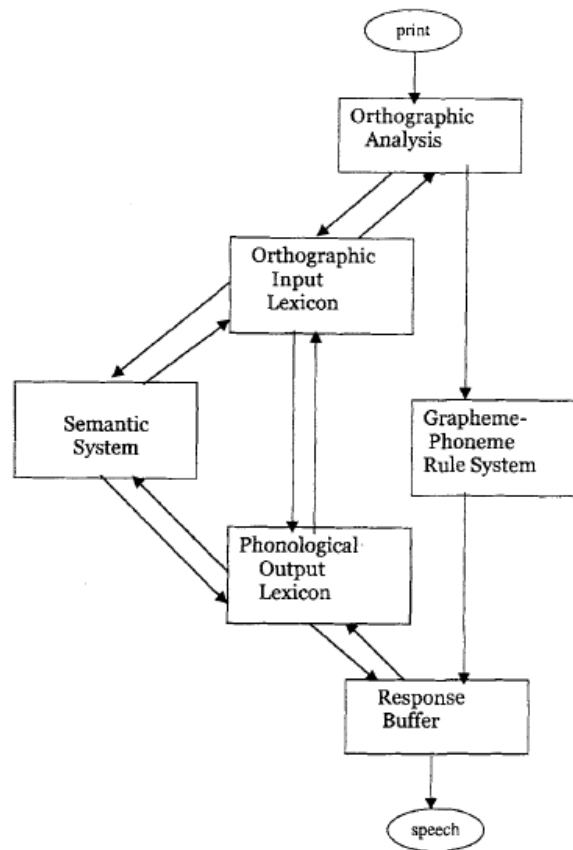 print
Orthographic
Analysis
Orthographic
Input
Lexicon
Semantic
System
Grapheme-
Phoneme
Rule System
Phonological
Output
Lexicon
Response
Buffer
speech